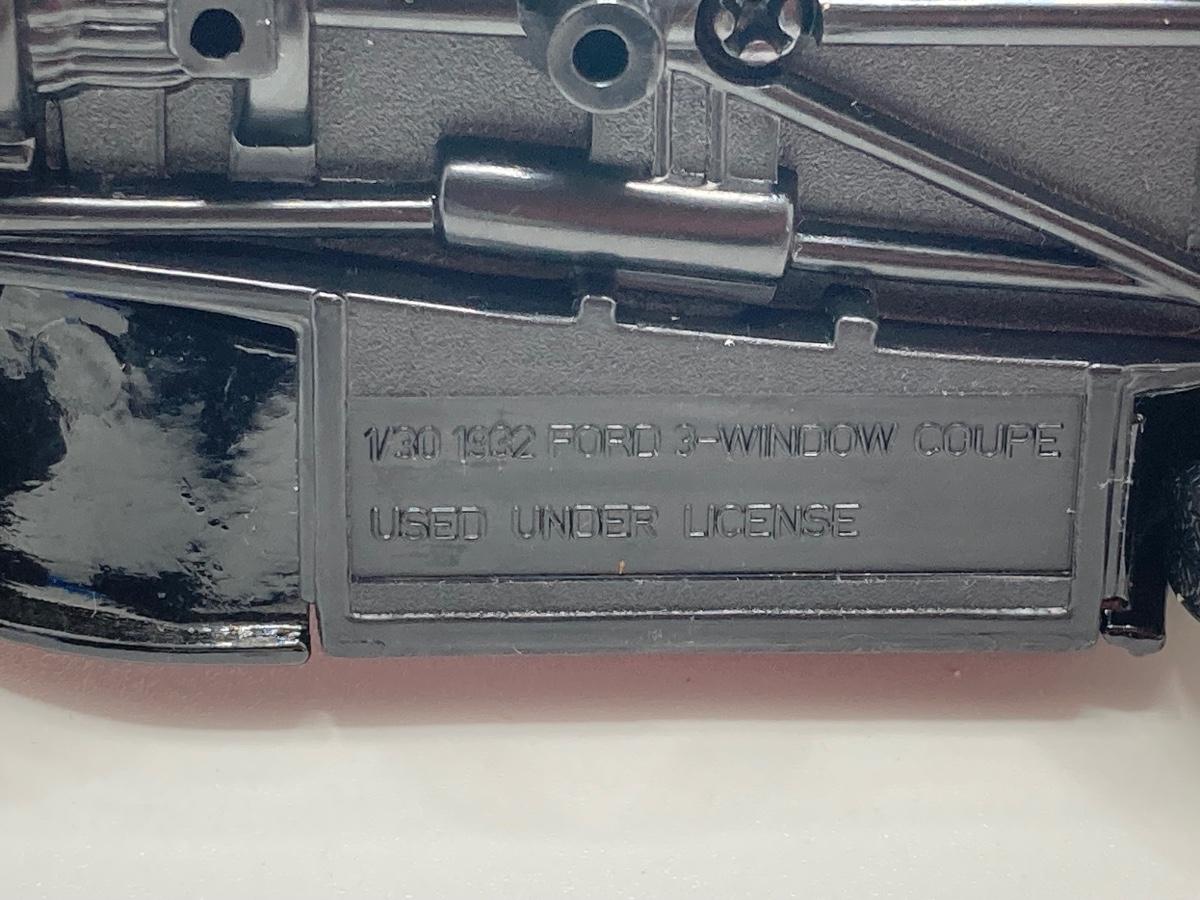 1/30 1932 FORD 3-WINDOW COUPE
USED UNDER LICENSE